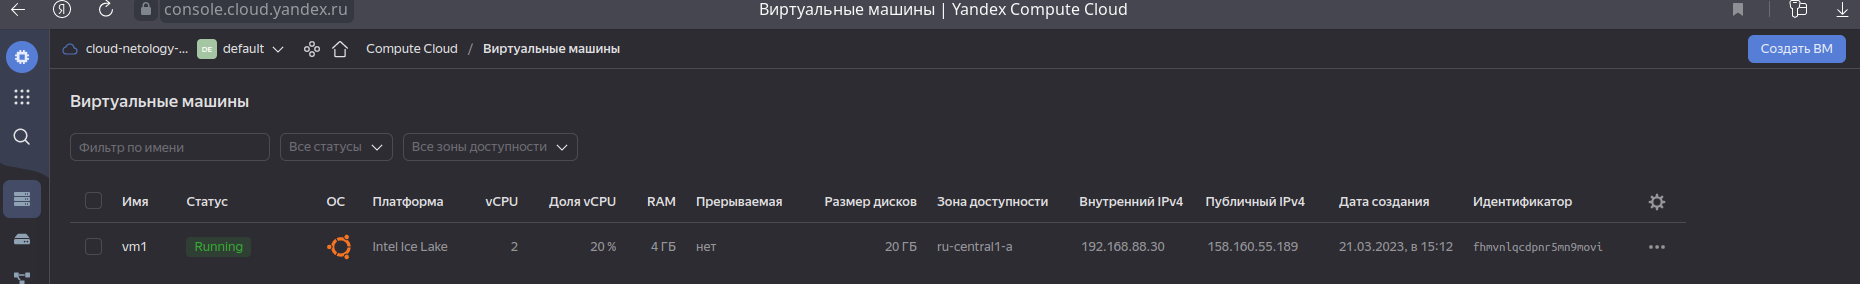 console.cloud.yandex.ru Виртуальные машины | Yandex Compute Cloud
cloud-netology-... DE default Compute Cloud / Виртуальные машины Создать ВМ
Виртуальные машины
Фильтр по имени Все статусы Все зоны доступности
Имя Статус ОС Платформа vCPU Доля vCPU RAM Прерываемая Размер дисков Зона доступности Внутренний IPv4 Публичный IPv4 Дата создания Идентификатор
vm1 Running Intel Ice Lake 2 20 % 4 ГБ нет 20 ГБ ru-central1-a 192.168.88.30 158.160.55.189 21.03.2023, в 15:12 fhmvnlqcdpnr5mn9movi